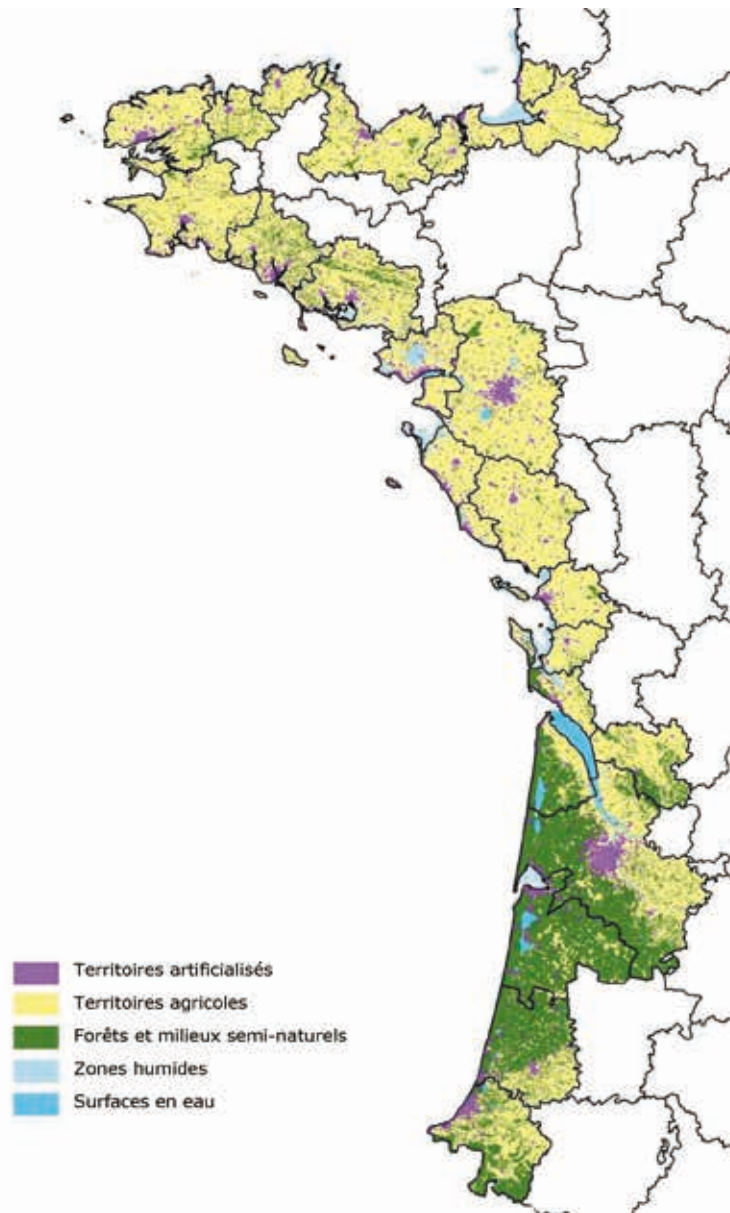 Territoires artificialisés
Territoires agricoles
Forêts et milieux semi-naturels
Zones humides
Surfaces en eau